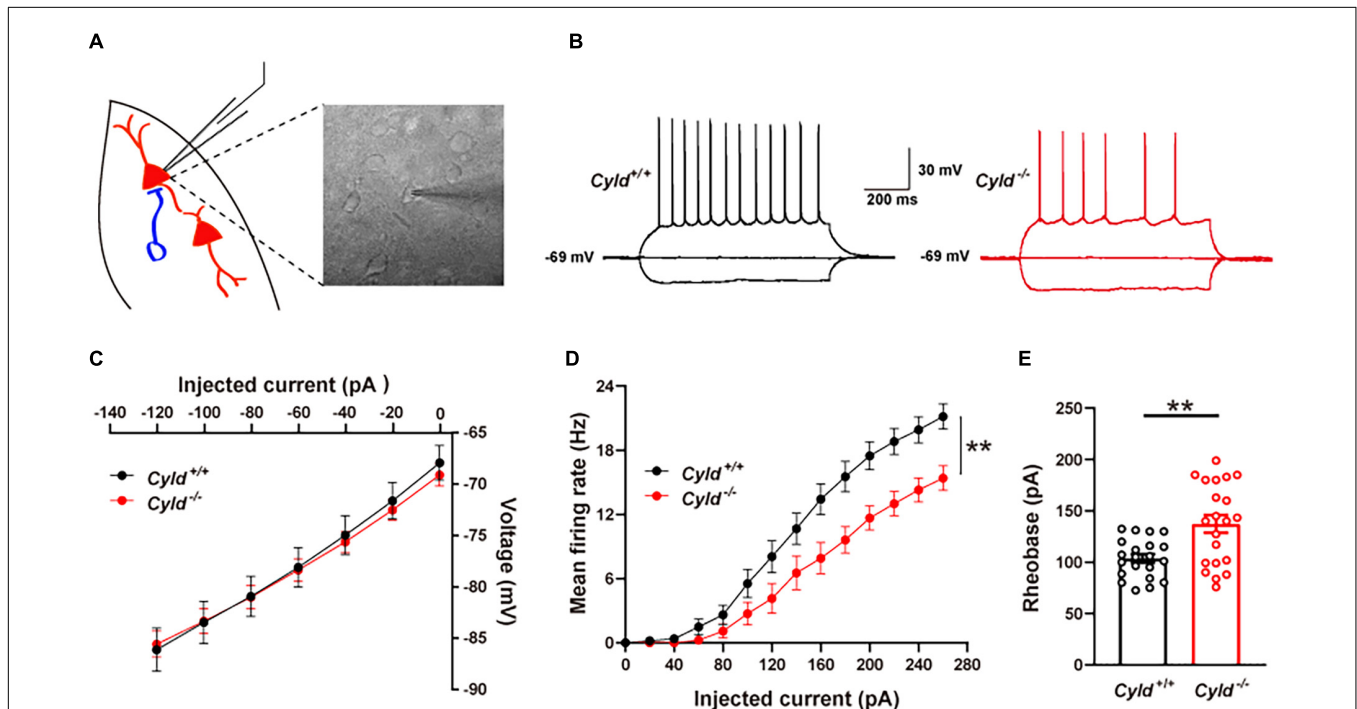 A
B
Cyld+/+
30 mV
200 ms
Cyld-/-
-69 mV
-69 mV
C
Injected current (pA)
-140 -120 -100 -80 -60 -40 -20 0
-65
-70
-75
-80
-85
-90
Voltage (mV)
Cyld+/+
Cyld-/-
D
Mean firing rate (Hz)
24
18
12
6
0
Cyld+/+
Cyld-/-
**
0 40 80 120 160 200 240 280
Injected current (pA)
E
**
Rheobase (pA)
250
200
150
100
50
0
Cyld+/+ Cyld-/-